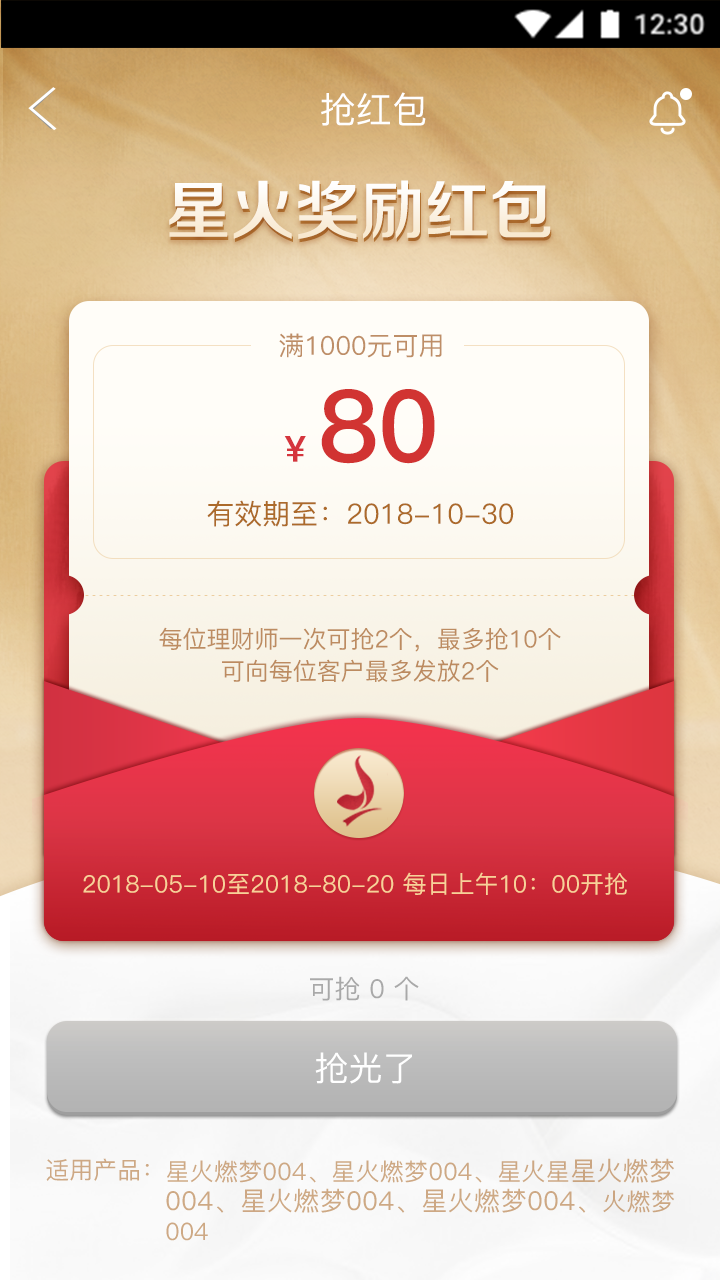 12:30
抢红包
星火奖励红包
满1000元可用
¥ 80
有效期至：2018-10-30
每位理财师一次可抢2个，最多抢10个
可向每位客户最多发放2个
2018-05-10至2018-80-20 每日上午10：00开抢
可抢 0 个
抢光了
适用产品：星火燃梦004、星火燃梦004、星火星星火燃梦
004、星火燃梦004、星火燃梦004、火燃梦
004